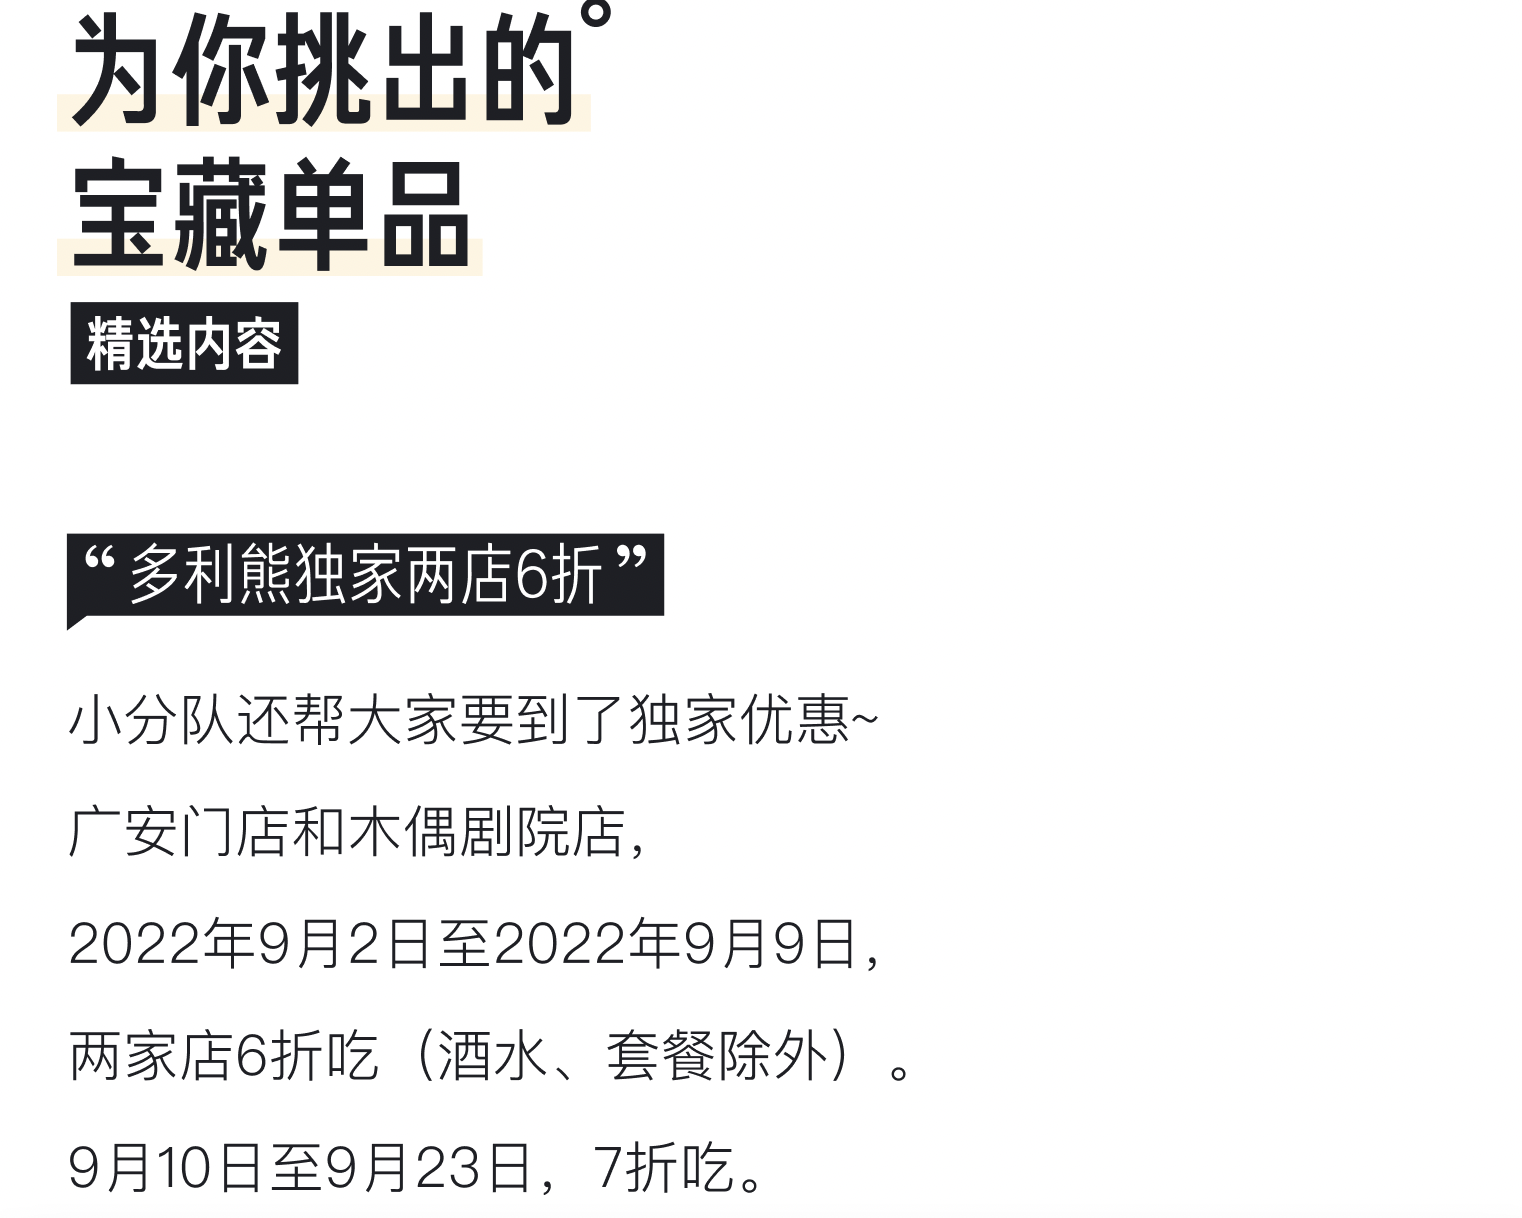 为你挑出的
宝藏单品
精选内容
“多利熊独家两店6折”
小分队还帮大家要到了独家优惠~
广安门店和木偶剧院店，
2022年9月2日至2022年9月9日，
两家店6折吃（酒水、套餐除外）。
9月10日至9月23日，7折吃。